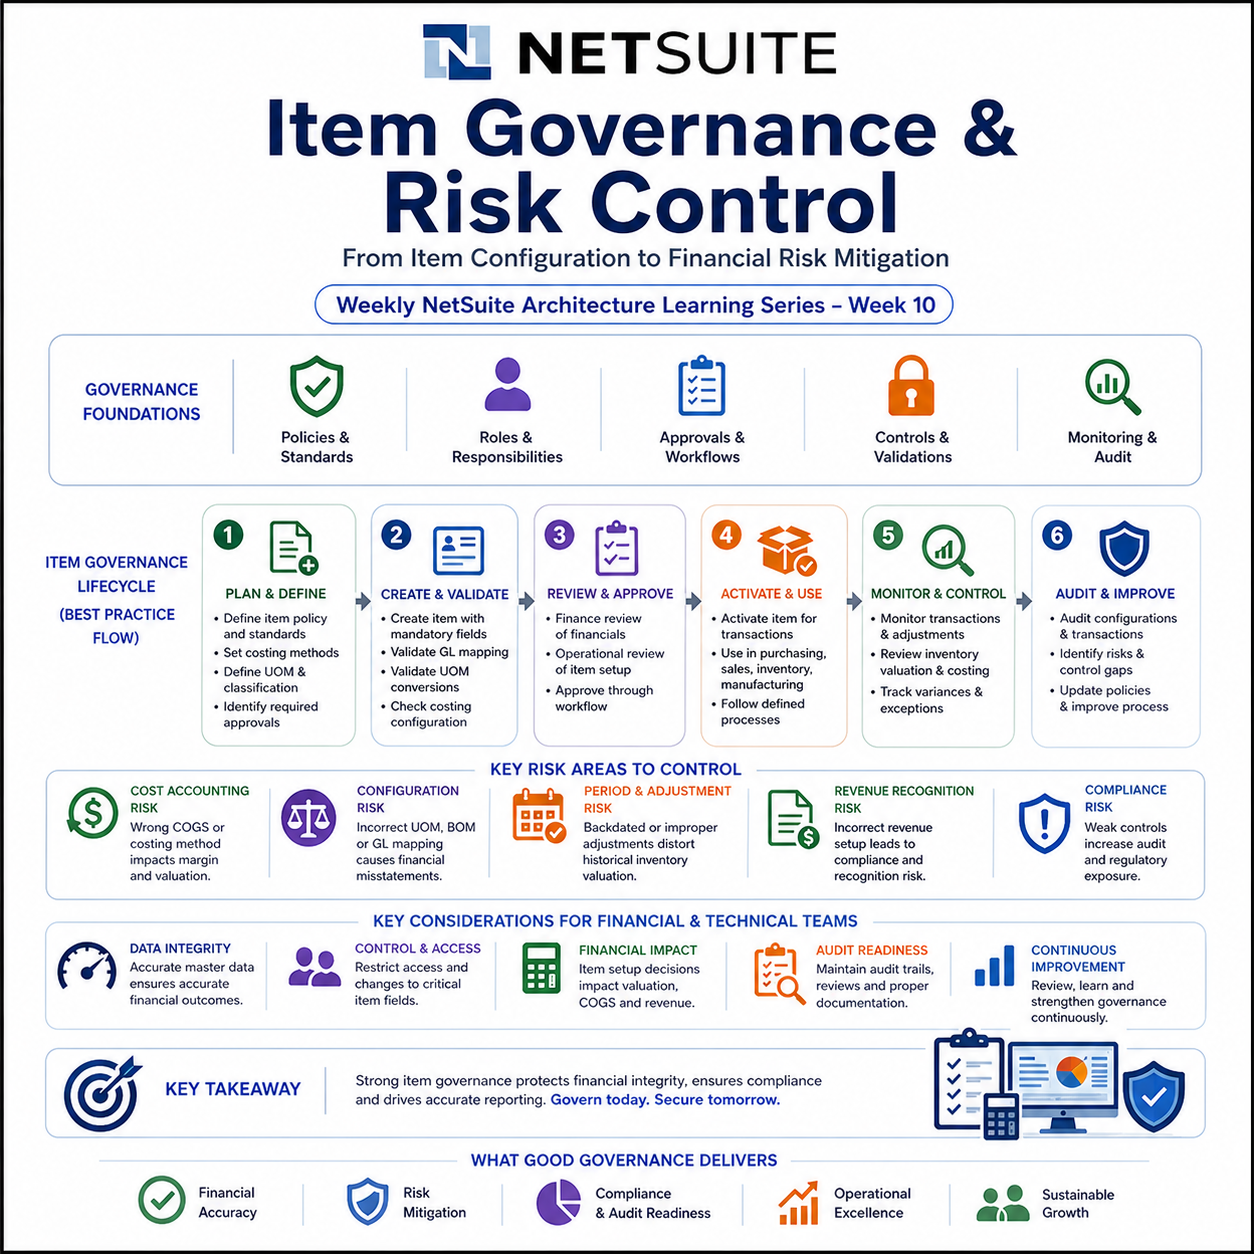 NETSUITE
Item Governance &
Risk Control
From Item Configuration to Financial Risk Mitigation
Weekly NetSuite Architecture Learning Series – Week 10
GOVERNANCE
FOUNDATIONS
Policies &
Standards
Roles &
Responsibilities
Approvals &
Workflows
Controls &
Validations
Monitoring &
Audit
ITEM GOVERNANCE
LIFECYCLE
(BEST PRACTICE
FLOW)
1
PLAN & DEFINE
• Define item policy
and standards
• Set costing methods
• Define UOM &
classification
• Identify required
approvals
2
CREATE & VALIDATE
• Create item with
mandatory fields
• Validate GL mapping
• Validate UOM
conversions
• Check costing
configuration
3
REVIEW & APPROVE
• Finance review
of financials
• Operational review
of item setup
• Approve through
workflow
4
ACTIVATE & USE
• Activate item for
transactions
• Use in purchasing,
sales, inventory,
manufacturing
• Follow defined
processes
5
MONITOR & CONTROL
• Monitor transactions
& adjustments
• Review inventory
valuation & costing
• Track variances &
exceptions
6
AUDIT & IMPROVE
• Audit configurations
& transactions
• Identify risks &
control gaps
• Update policies
& improve process
KEY RISK AREAS TO CONTROL
COST ACCOUNTING
RISK
Wrong COGS or
costing method
impacts margin
and valuation.
CONFIGURATION
RISK
Incorrect UOM, BOM
or GL mapping
causes financial
misstatements.
PERIOD & ADJUSTMENT
RISK
Backdated or improper
adjustments distort
historical inventory
valuation.
REVENUE RECOGNITION
RISK
Incorrect revenue
setup leads to
compliance and
recognition risk.
COMPLIANCE
RISK
Weak controls
increase audit
and regulatory
exposure.
KEY CONSIDERATIONS FOR FINANCIAL & TECHNICAL TEAMS
DATA INTEGRITY
Accurate master data
ensures accurate
financial outcomes.
CONTROL & ACCESS
Restrict access and
changes to critical
item fields.
FINANCIAL IMPACT
Item setup decisions
impact valuation,
COGS and revenue.
AUDIT READINESS
Maintain audit trails,
reviews and proper
documentation.
CONTINUOUS
IMPROVEMENT
Review, learn and
strengthen governance
continuously.
KEY TAKEAWAY
Strong item governance protects financial integrity, ensures compliance
and drives accurate reporting. Govern today. Secure tomorrow.
WHAT GOOD GOVERNANCE DELIVERS
Financial
Accuracy
Risk
Mitigation
Compliance
& Audit Readiness
Operational
Excellence
Sustainable
Growth